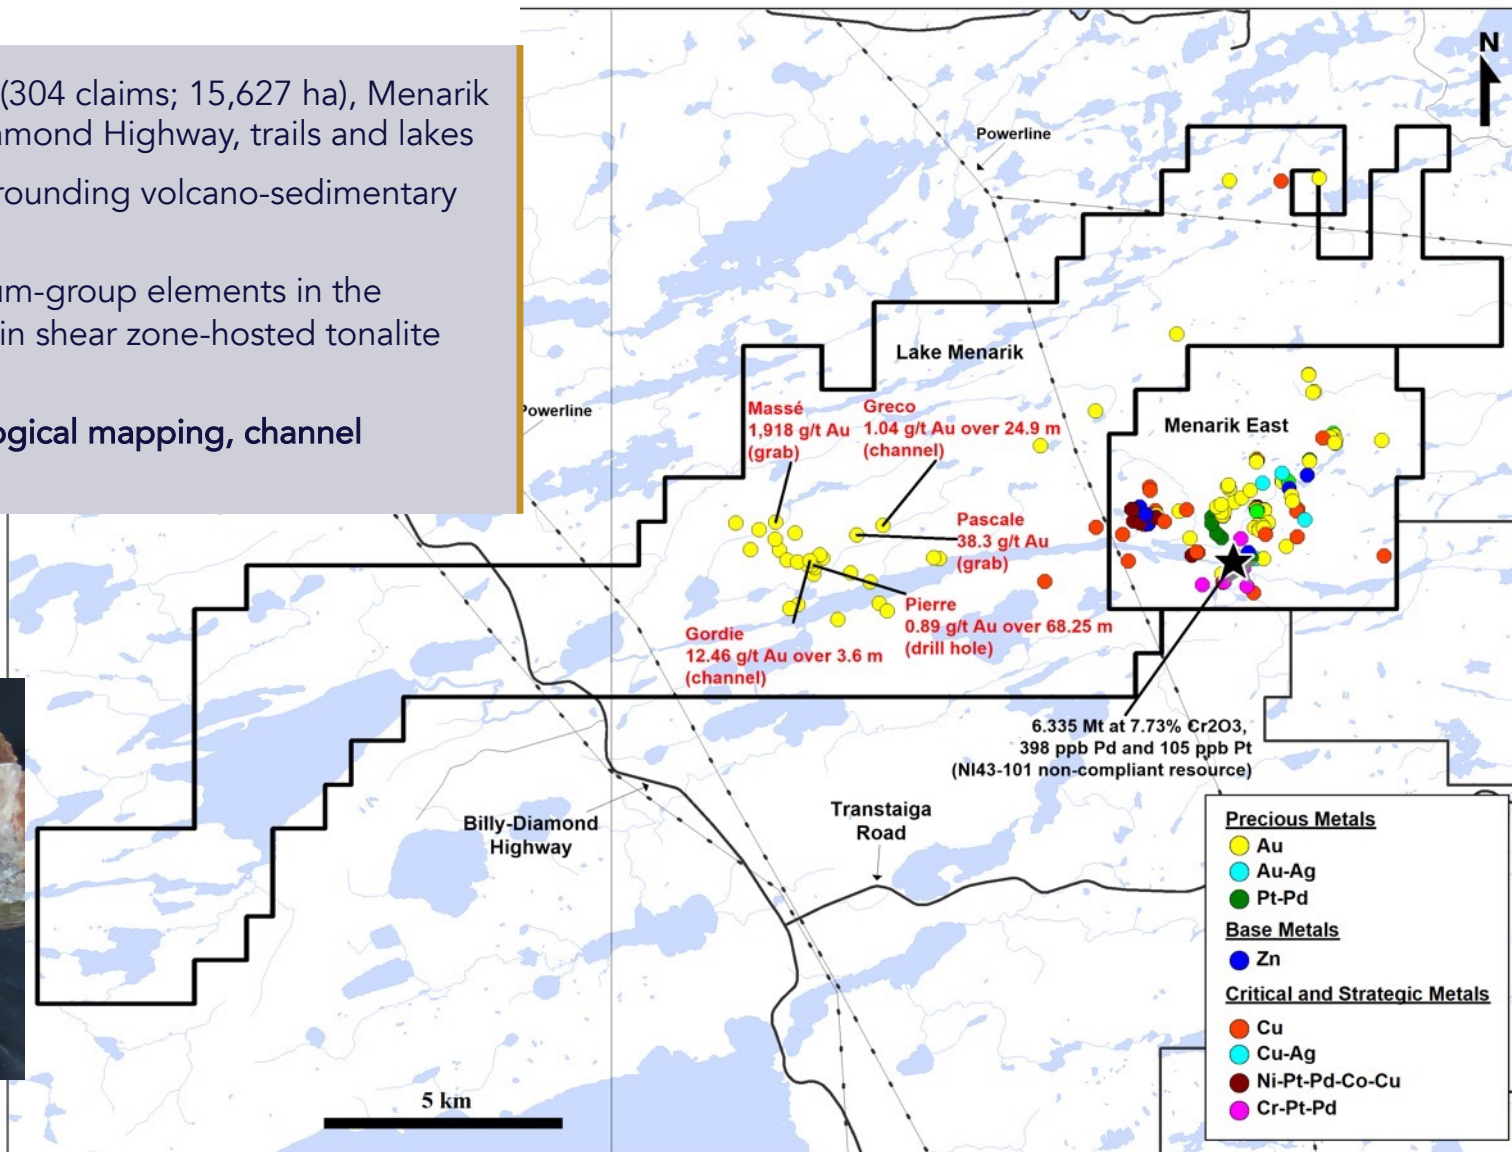 (304 claims; 15,627 ha), Menarik
amond Highway, trails and lakes
rounding volcano-sedimentary
um-group elements in the
in shear zone-hosted tonalite
ogical mapping, channel
N
Powerline
Lake Menarik
Powerline
Massé
1,918 g/t Au
(grab)
Greco
1.04 g/t Au over 24.9 m
(channel)
Menarik East
Pascale
38.3 g/t Au
(grab)
Pierre
0.89 g/t Au over 68.25 m
(drill hole)
Gordie
12.46 g/t Au over 3.6 m
(channel)
6.335 Mt at 7.73% Cr2O3,
398 ppb Pd and 105 ppb Pt
(NI43-101 non-compliant resource)
Billy-Diamond
Highway
Transtaiga
Road
5 km
Precious Metals
Au
Au-Ag
Pt-Pd
Base Metals
Zn
Critical and Strategic Metals
Cu
Cu-Ag
Ni-Pt-Pd-Co-Cu
Cr-Pt-Pd